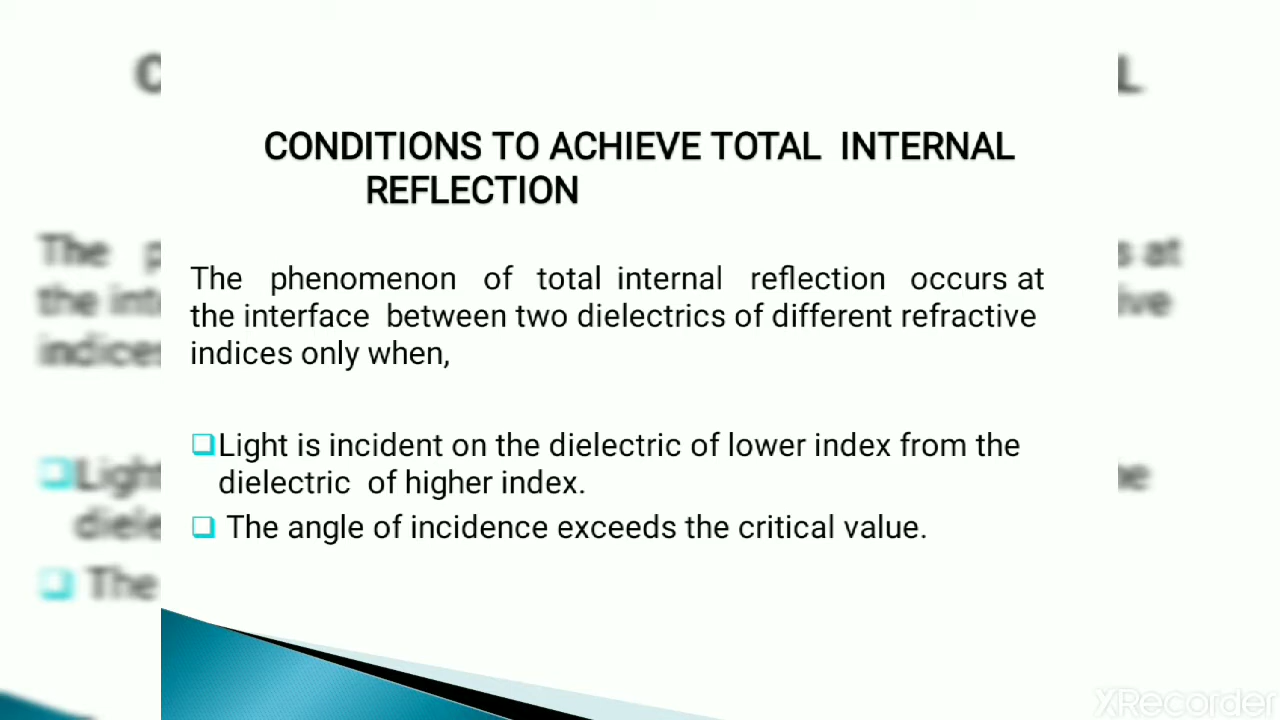 CONDITIONS TO ACHIEVE TOTAL INTERNAL
REFLECTION
The phenomenon of total internal reflection occurs at
the interface between two dielectrics of different refractive
indices only when,
Light is incident on the dielectric of lower index from the
dielectric of higher index.
The angle of incidence exceeds the critical value.
XRecorder